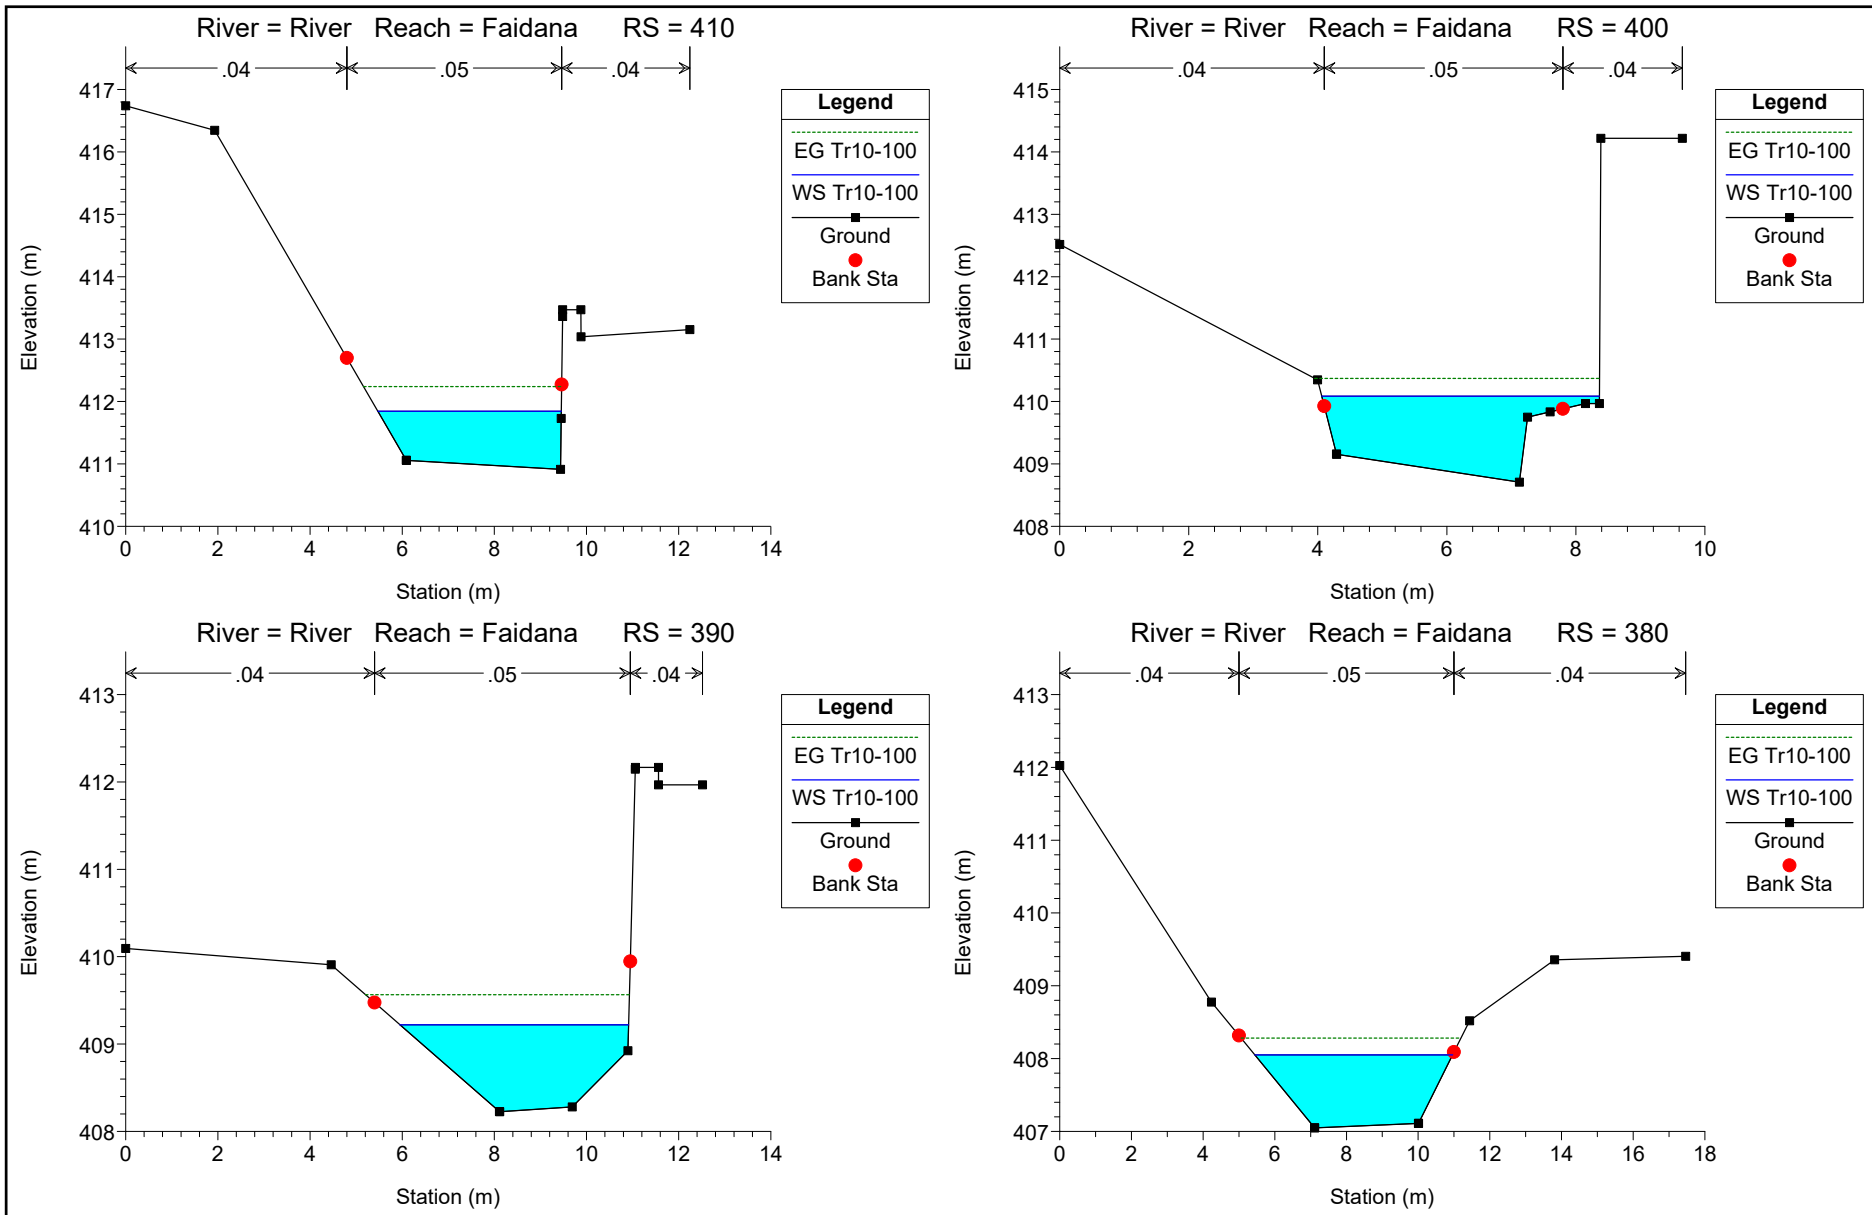 River = River Reach = Faidana RS = 410
.04 .05 .04
417
416
415
414
413
412
411
410
Elevation (m)
0 2 4 6 8 10 12 14
Station (m)
Legend
EG Tr10-100
WS Tr10-100
Ground
Bank Sta
River = River Reach = Faidana RS = 400
.04 .05 .04
415
414
413
412
411
410
409
408
Elevation (m)
0 2 4 6 8 10
Station (m)
Legend
EG Tr10-100
WS Tr10-100
Ground
Bank Sta
River = River Reach = Faidana RS = 390
.04 .05 .04
413
412
411
410
409
408
Elevation (m)
0 2 4 6 8 10 12 14
Station (m)
Legend
EG Tr10-100
WS Tr10-100
Ground
Bank Sta
River = River Reach = Faidana RS = 380
.04 .05 .04
413
412
411
410
409
408
407
Elevation (m)
0 2 4 6 8 10 12 14 16 18
Station (m)
Legend
EG Tr10-100
WS Tr10-100
Ground
Bank Sta